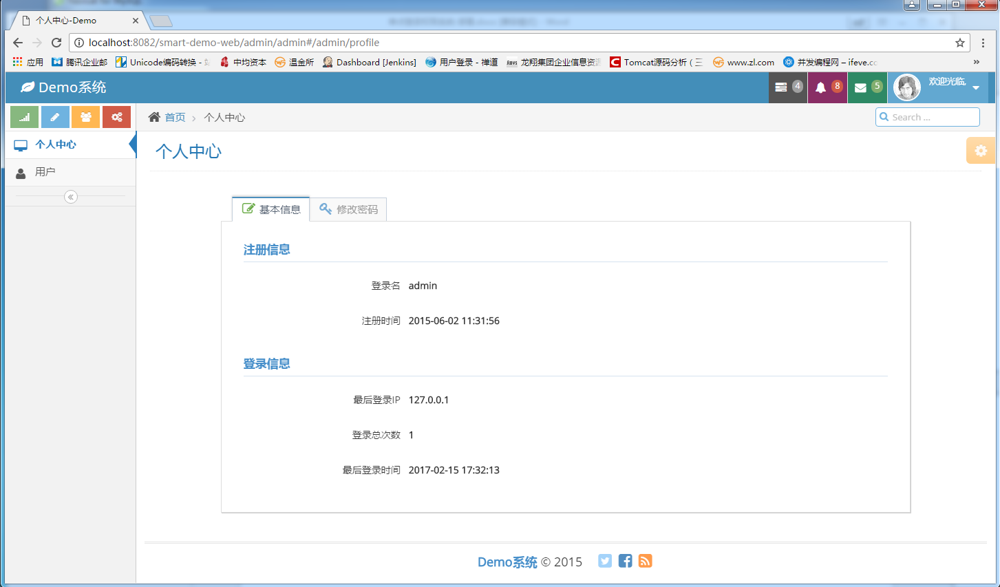 个人中心-Demo
localhost:8082/smart-demo-web/admin/admin#/admin/profile
应用 腾讯企业邮 Unicode编码转换 - 中均资本 温金所 Dashboard [Jenkins] 用户登录 - 禅道 龙翔集团企业信息资 Tomcat源码分析（三 www.zl.com 并发编程网 – ifeve.co »
Demo系统 4 8 5 欢迎光临,
首页 > 个人中心 Search ...
个人中心
用户
个人中心
基本信息 修改密码
注册信息
登录名 admin
注册时间 2015-06-02 11:31:56
登录信息
最后登录IP 127.0.0.1
登录总次数 1
最后登录时间 2017-02-15 17:32:13
Demo系统 © 2015